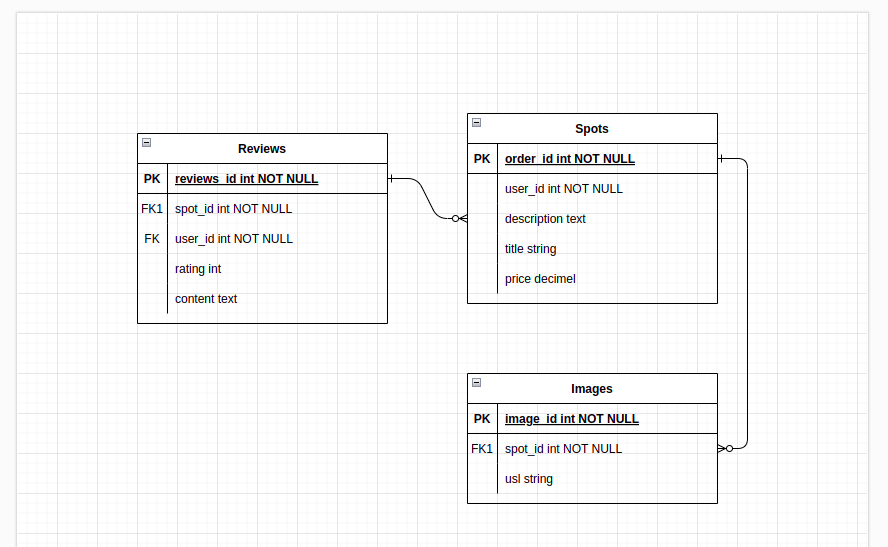 Reviews
PK reviews_id int NOT NULL
FK1 spot_id int NOT NULL
FK user_id int NOT NULL
rating int
content text
Spots
PK order_id int NOT NULL
user_id int NOT NULL
description text
title string
price decimel
Images
PK image_id int NOT NULL
FK1 spot_id int NOT NULL
usl string